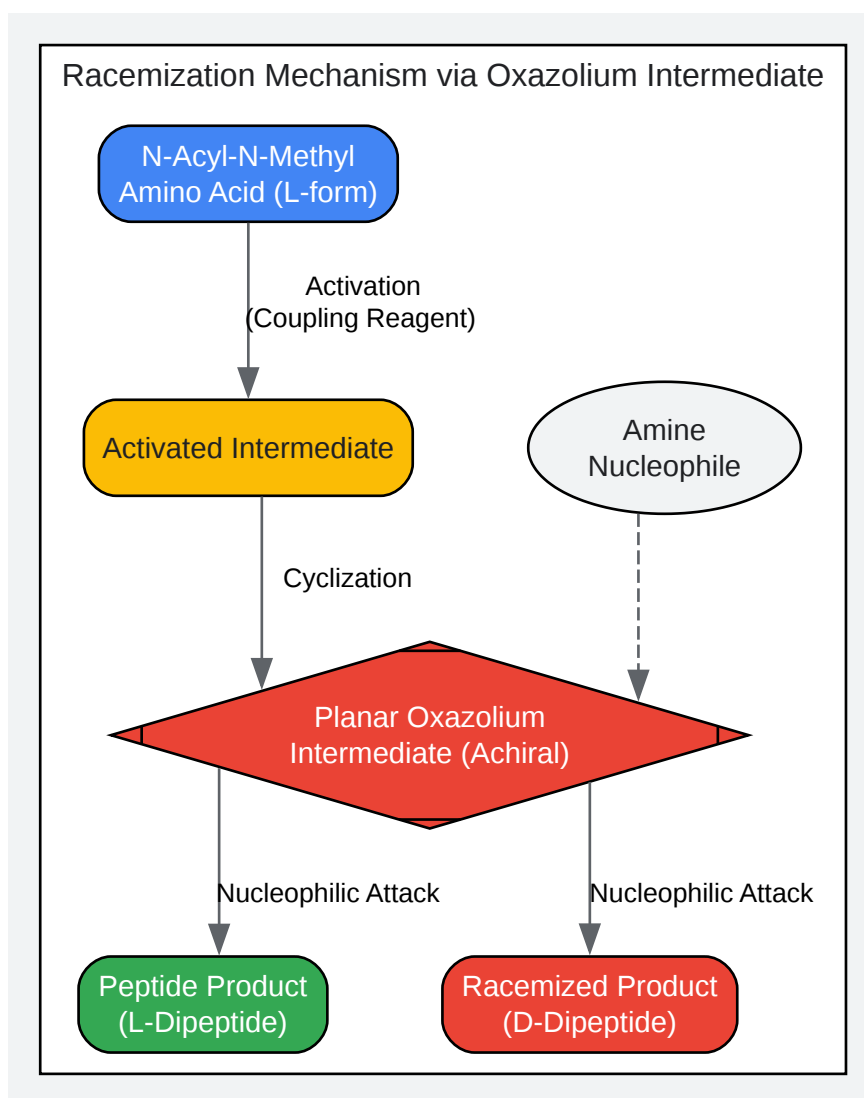 Racemization Mechanism via Oxazolium Intermediate
N-Acyl-N-Methyl
Amino Acid (L-form)
Activation
(Coupling Reagent)
Activated Intermediate
Amine
Nucleophile
Cyclization
Planar Oxazolium
Intermediate (Achiral)
Nucleophilic Attack
Nucleophilic Attack
Peptide Product
(L-Dipeptide)
Racemized Product
(D-Dipeptide)